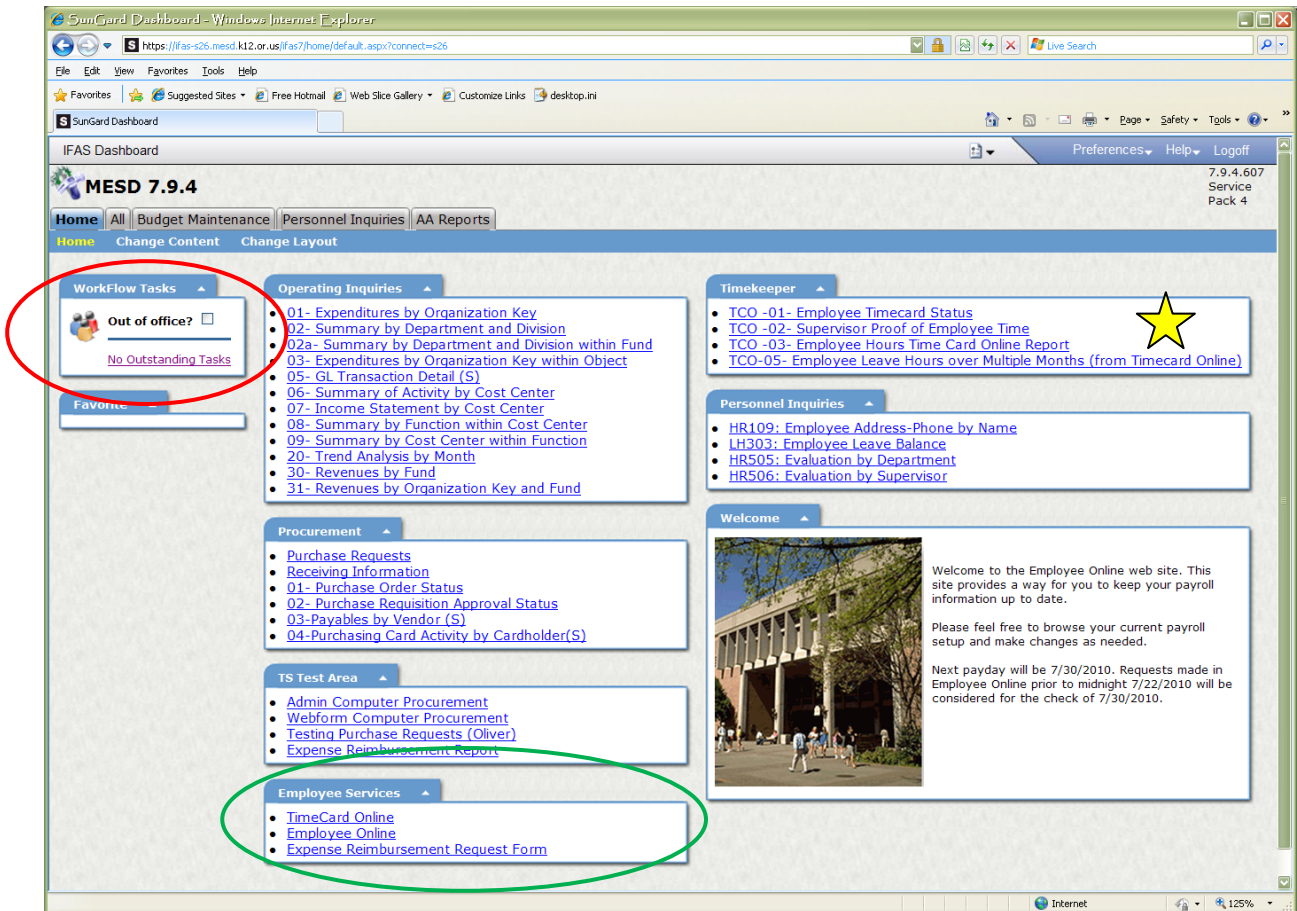 SunGard Dashboard - Windows Internet Explorer
https://ifas-s26.mesd.k12.or.us/ifas7/home/default.aspx?connect=s26
Live Search
File Edit View Favorites Tools Help
Favorites Suggested Sites Free Hotmail Web Slice Gallery Customize Links desktop.ini
S SunGard Dashboard
Page Safety Tools
IFAS Dashboard
Preferences Help Logoff
MESD 7.9.4
7.9.4.607
Service
Pack 4
Home All Budget Maintenance Personnel Inquiries AA Reports
Home Change Content Change Layout
WorkFlow Tasks
Out of office?
No Outstanding Tasks
Favorite
Operating Inquiries
01- Expenditures by Organization Key
02- Summary by Department and Division
02a- Summary by Department and Division within Fund
03- Expenditures by Organization Key within Object
05- GL Transaction Detail (S)
06- Summary of Activity by Cost Center
07- Income Statement by Cost Center
08- Summary by Function within Cost Center
09- Summary by Cost Center within Function
20- Trend Analysis by Month
30- Revenues by Fund
31- Revenues by Organization Key and Fund
Procurement
Purchase Requests
Receiving Information
01- Purchase Order Status
02- Purchase Requisition Approval Status
03-Payables by Vendor (S)
04-Purchasing Card Activity by Cardholder(S)
TS Test Area
Admin Computer Procurement
Webform Computer Procurement
Testing Purchase Requests (Oliver)
Expense Reimbursement Report
Employee Services
TimeCard Online
Employee Online
Expense Reimbursement Request Form
Timekeeper
TCO -01- Employee Timecard Status
TCO -02- Supervisor Proof of Employee Time
TCO -03- Employee Hours Time Card Online Report
TCO-05- Employee Leave Hours over Multiple Months (from Timecard Online)
Personnel Inquiries
HR109: Employee Address-Phone by Name
LH303: Employee Leave Balance
HR505: Evaluation by Department
HR506: Evaluation by Supervisor
Welcome
Welcome to the Employee Online web site. This
site provides a way for you to keep your payroll
information up to date.
Please feel free to browse your current payroll
setup and make changes as needed.
Next payday will be 7/30/2010. Requests made in
Employee Online prior to midnight 7/22/2010 will be
considered for the check of 7/30/2010.
Internet
125%